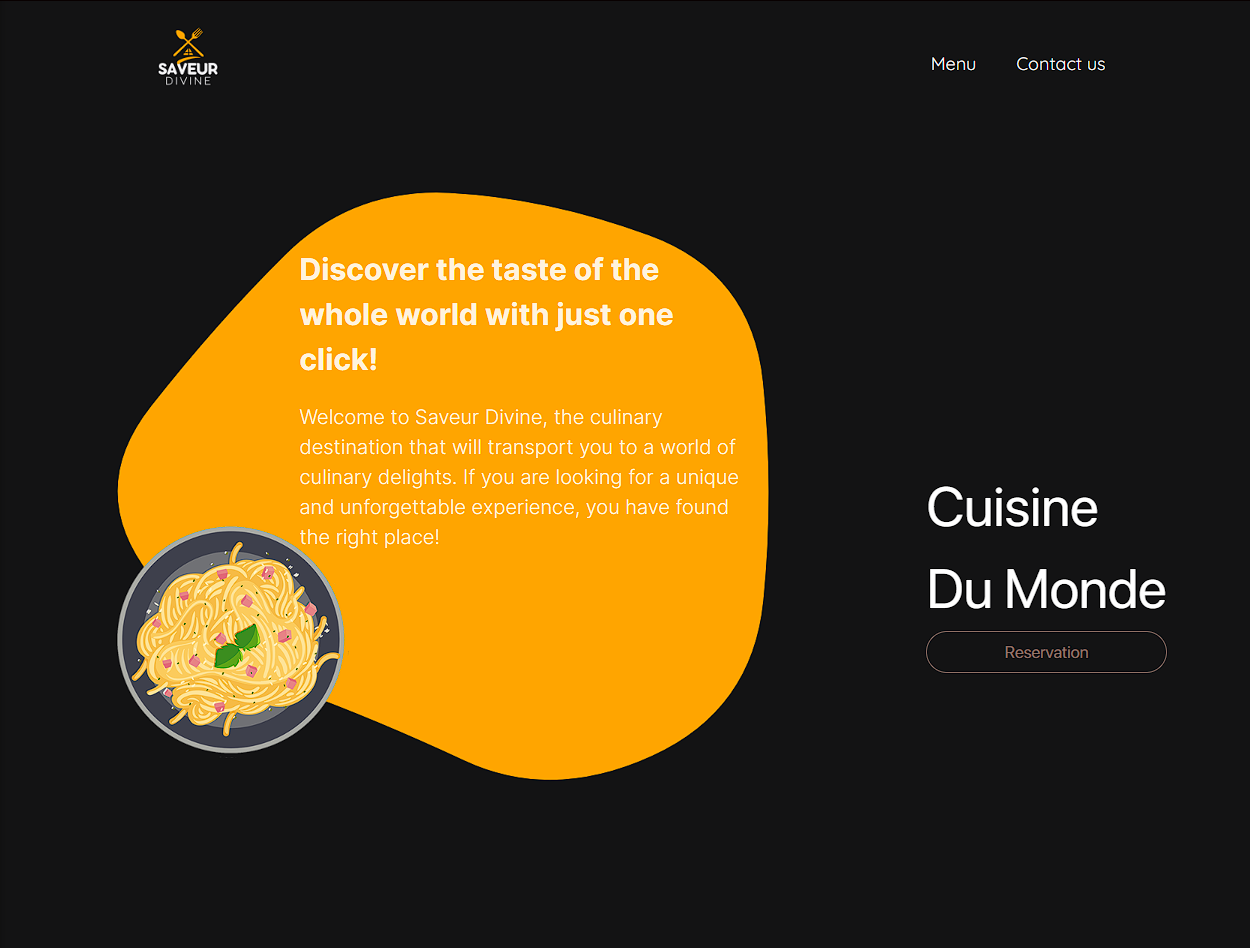 SAVEUR
DIVINE
Menu
Contact us
Discover the taste of the
whole world with just one
click!
Welcome to Saveur Divine, the culinary
destination that will transport you to a world of
culinary delights. If you are looking for a unique
and unforgettable experience, you have found
the right place!
Cuisine
Du Monde
Reservation